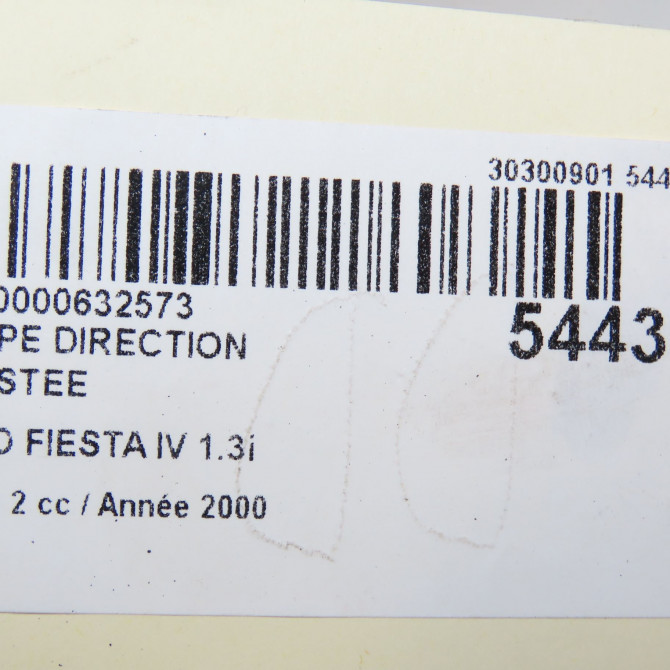 30300901 544
0000632573
5443
PE DIRECTION
STEE
O FIESTA IV 1.3i
2 cc / Année 2000